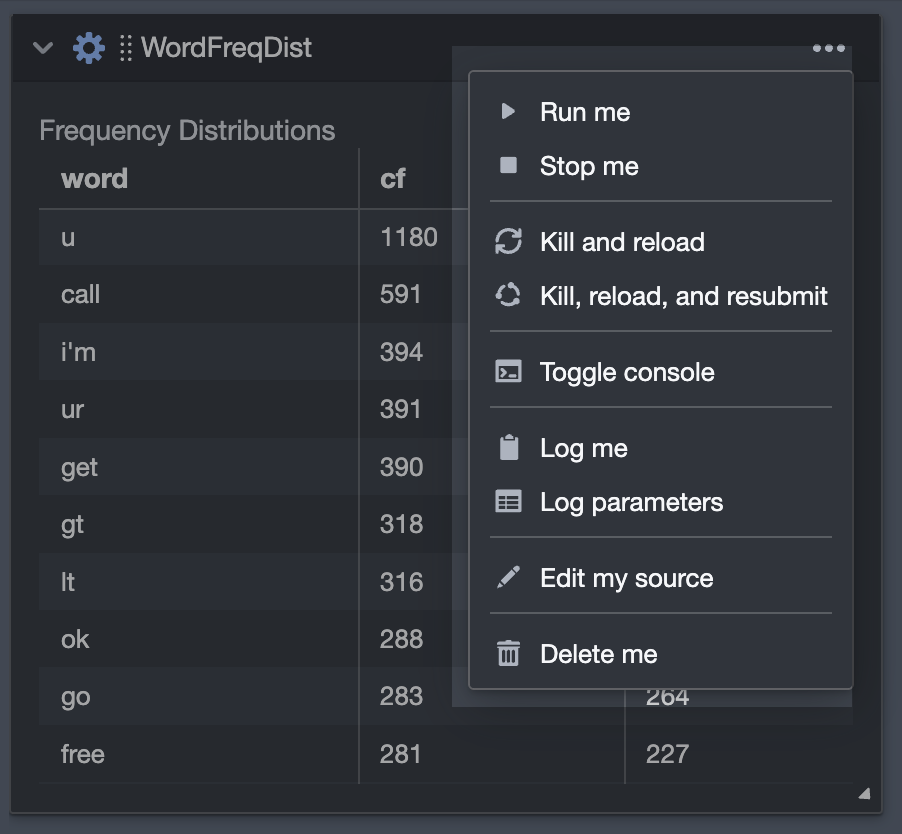 WordFreqDist
Frequency Distributions
word cf
u 1180
call 591
i'm 394
ur 391
get 390
gt 318
lt 316
ok 288
go 283 264
free 281 227
Run me
Stop me
Kill and reload
Kill, reload, and resubmit
Toggle console
Log me
Log parameters
Edit my source
Delete me